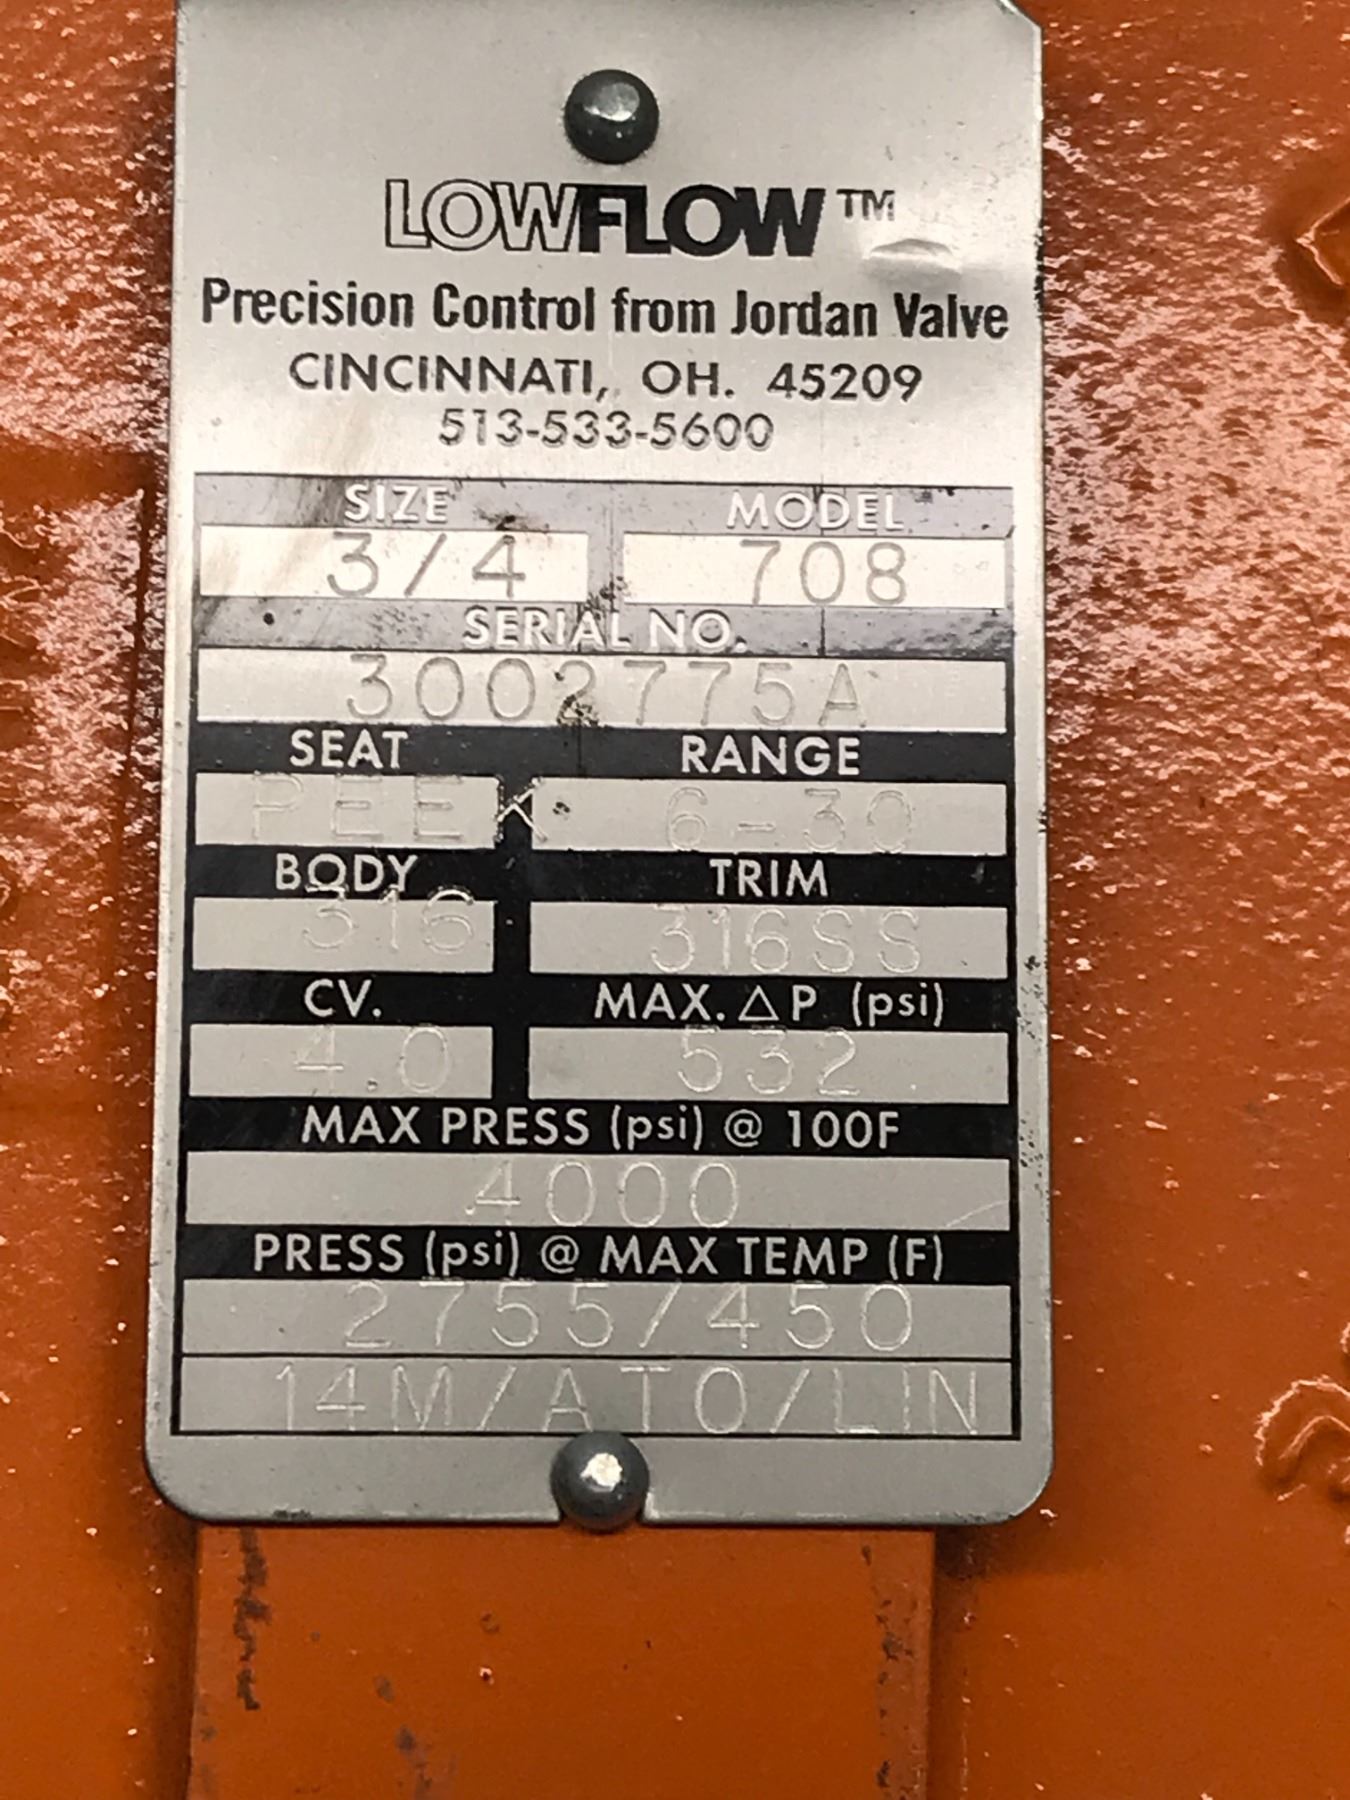 LOWFLOW™
Precision Control from Jordan Valve
CINCINNATI, OH. 45209
513-533-5600
SIZE MODEL
3/4 708
SERIAL NO.
3002775A
SEAT RANGE
PEEK 6-30
BODY TRIM
316 316SS
CV. MAX. △P (psi)
4.0 532
MAX PRESS (psi) @ 100F
4000
PRESS (psi) @ MAX TEMP (F)
2755/450
14M/ATO/LIN